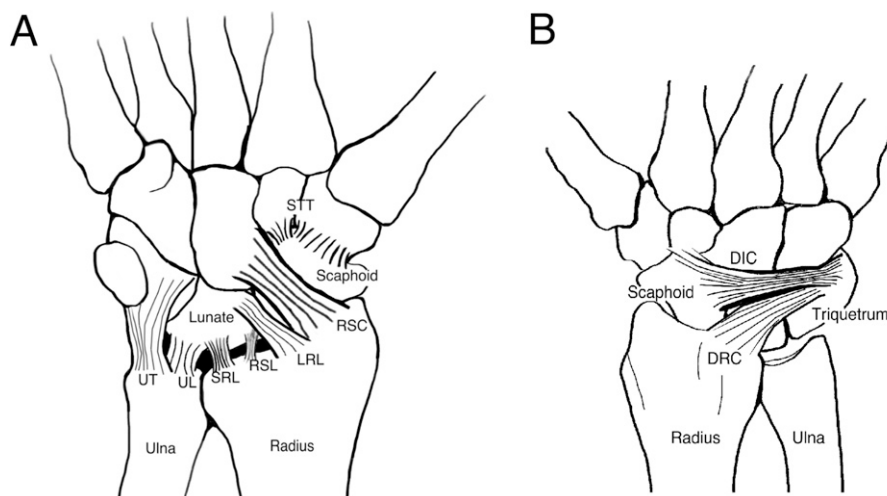 A
STT
Scaphoid
Lunate
RSC
LRL
RSL
SRL
UL
UT
Ulna
Radius
B
DIC
Scaphoid
Triquetrum
DRC
Radius
Ulna